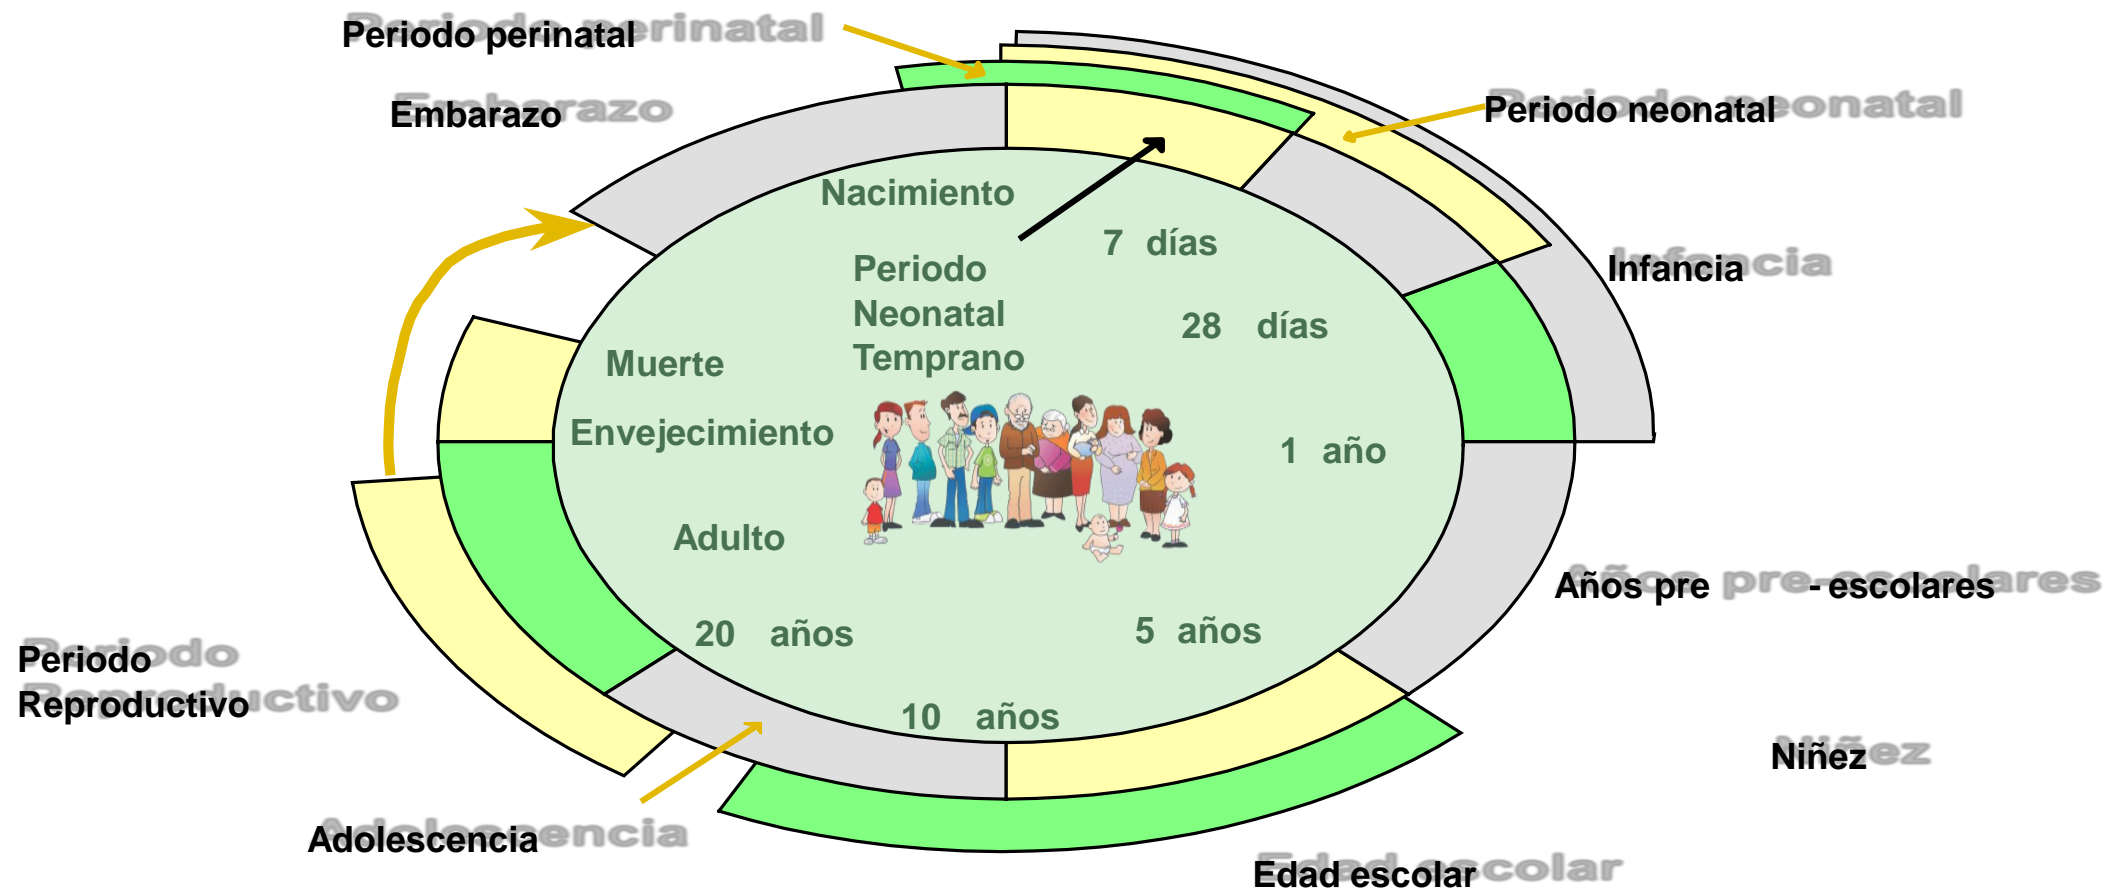 Periodo perinatal
Embarazo
Periodo neonatal
Nacimiento
7 días
Periodo
Neonatal
Temprano
Infancia
28 días
Muerte
Envejecimiento
1 año
Adulto
Años pre - escolares
20 años
5 años
Periodo
Reproductivo
10 años
Niñez
Adolescencia
Edad escolar